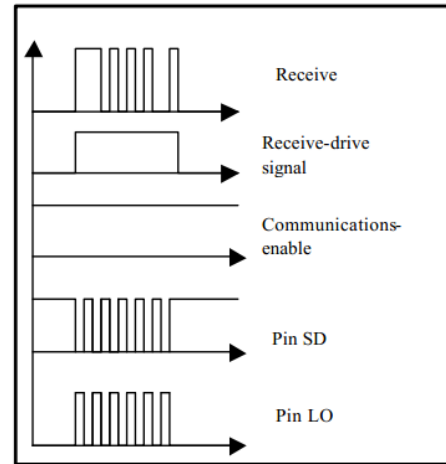 Receive
Receive-drive
signal
Communications-
enable
Pin SD
Pin LO